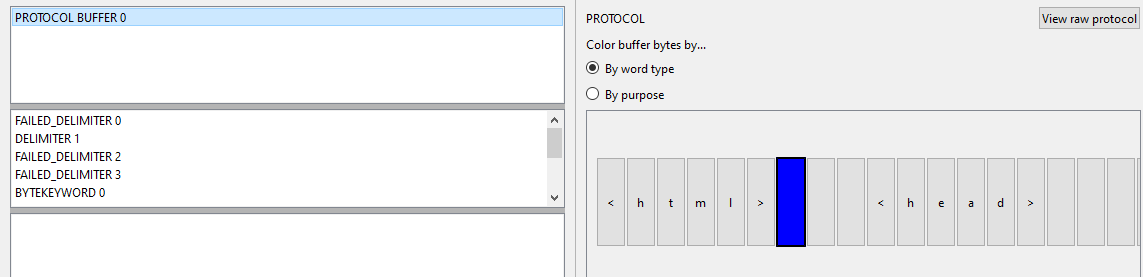 PROTOCOL BUFFER 0
FAILED_DELIMITER 0
DELIMITER 1
FAILED_DELIMITER 2
FAILED_DELIMITER 3
BYTEKEYWORD 0
PROTOCOL
View raw protocol
Color buffer bytes by...
By word type
By purpose
< h t m l > < h e a d >